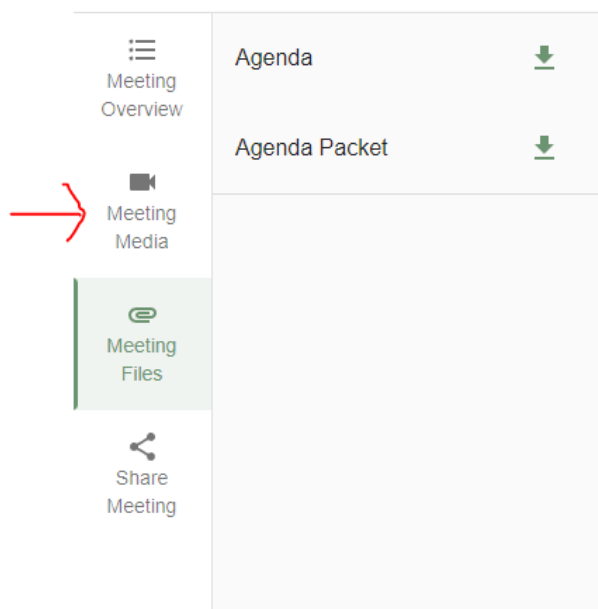 Meeting
Overview
Agenda
Agenda Packet
Meeting
Media
Meeting
Files
Share
Meeting